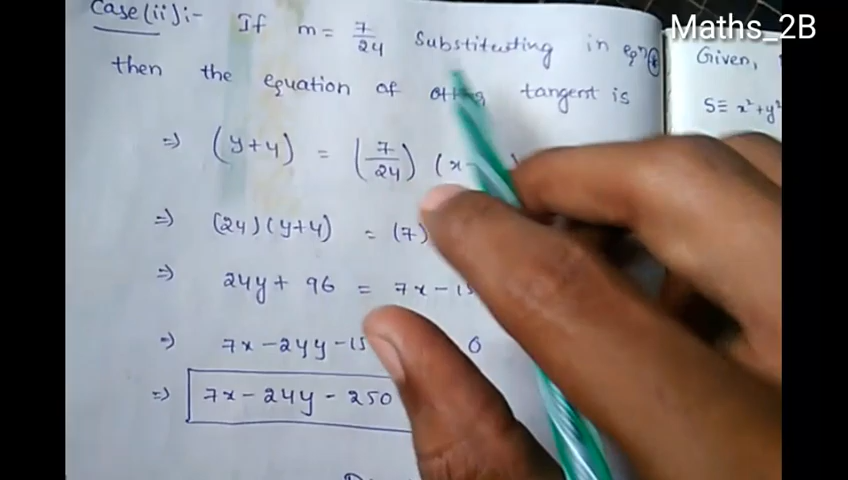 Maths_2B
Case(ii):- If m = 7/24 Substituting in eqn
then the equation of other tangent is
=> (y+4) = (7/24) (x-
=> (24)(y+4) = (7)
=> 24y + 96 = 7x - 15
=> 7x - 24y - 15 0
=> 7x - 24y - 250
Given,
S≡ x²+y²